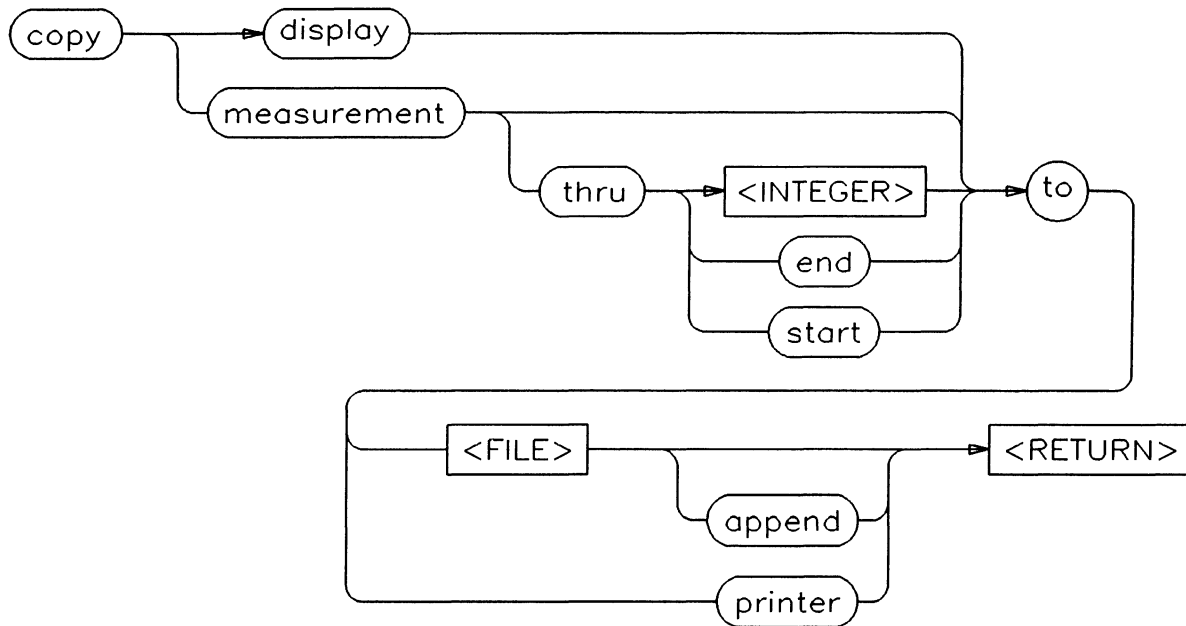 copy
display
measurement
thru
<INTEGER>
to
end
start
<FILE>
<RETURN>
append
printer